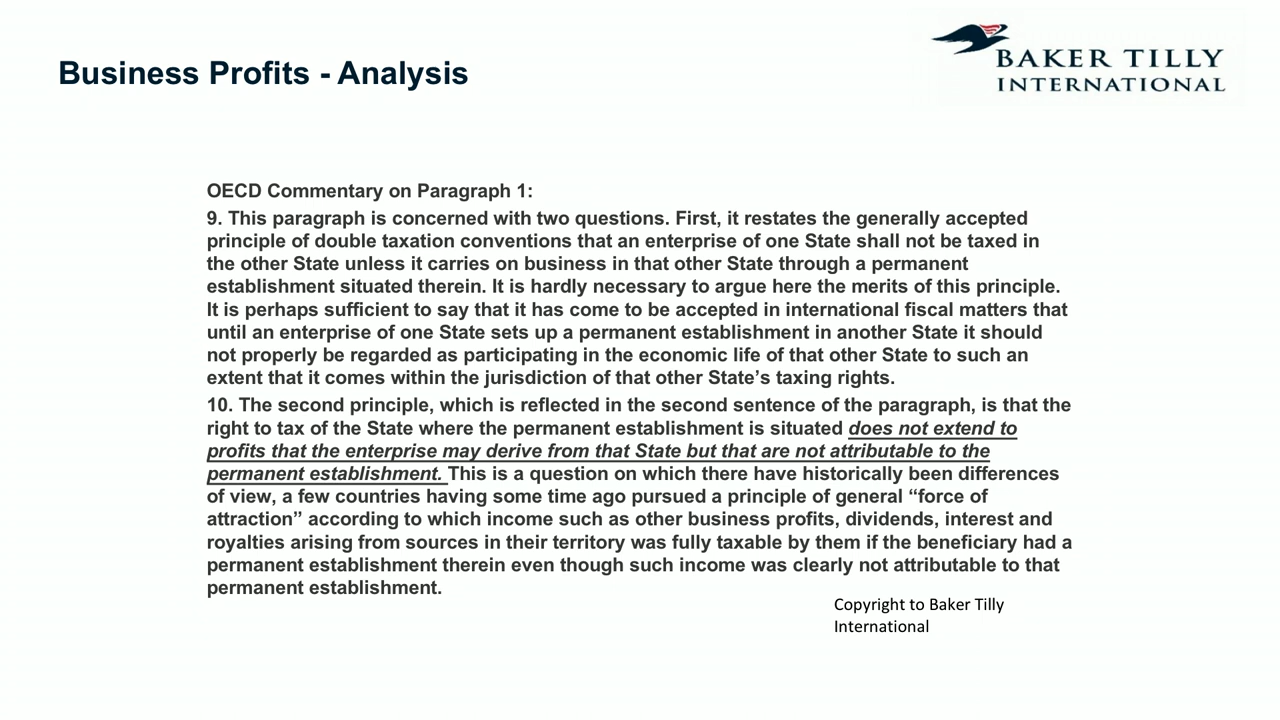 Business Profits - Analysis
BAKER TILLY
INTERNATIONAL
OECD Commentary on Paragraph 1:
9. This paragraph is concerned with two questions. First, it restates the generally accepted
principle of double taxation conventions that an enterprise of one State shall not be taxed in
the other State unless it carries on business in that other State through a permanent
establishment situated therein. It is hardly necessary to argue here the merits of this principle.
It is perhaps sufficient to say that it has come to be accepted in international fiscal matters that
until an enterprise of one State sets up a permanent establishment in another State it should
not properly be regarded as participating in the economic life of that other State to such an
extent that it comes within the jurisdiction of that other State’s taxing rights.
10. The second principle, which is reflected in the second sentence of the paragraph, is that the
right to tax of the State where the permanent establishment is situated does not extend to
profits that the enterprise may derive from that State but that are not attributable to the
permanent establishment. This is a question on which there have historically been differences
of view, a few countries having some time ago pursued a principle of general “force of
attraction” according to which income such as other business profits, dividends, interest and
royalties arising from sources in their territory was fully taxable by them if the beneficiary had a
permanent establishment therein even though such income was clearly not attributable to that
permanent establishment.
Copyright to Baker Tilly
International